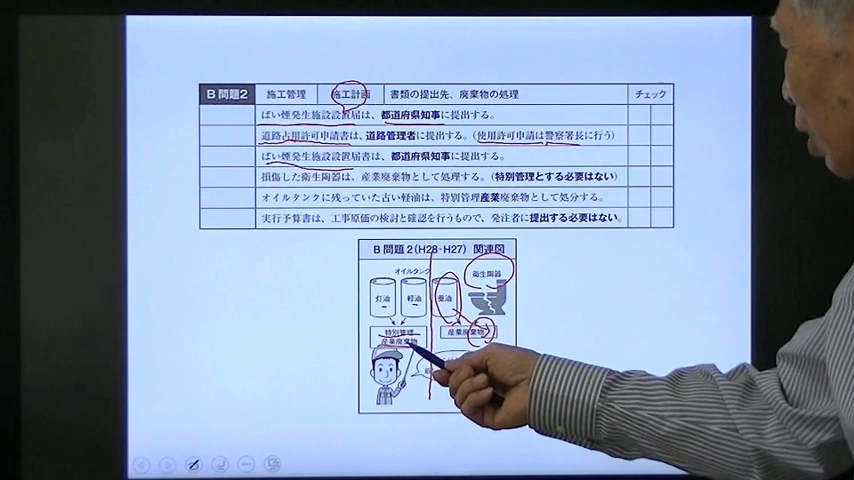 B 問題2 施工管理 施工計画 書類の提出先、廃棄物の処理 チェック
ばい煙発生施設設置届は、都道府県知事に提出する。
道路占用許可申請書は、道路管理者に提出する。(使用許可申請は警察署長に行う)
ばい煙発生施設設置届書は、都道府県知事に提出する。
損傷した衛生陶器は、産業廃棄物として処理する。(特別管理とする必要はない)
オイルタンクに残っていた古い軽油は、特別管理産業廃棄物として処分する。
実行予算書は、工事原価の検討と確認を行うもので、発注者に提出する必要はない。
B 問題2(H28・H27) 関連図
オイルタンク
衛生陶器
灯油 軽油 重油
特別管理
産業廃棄物
産業廃棄物